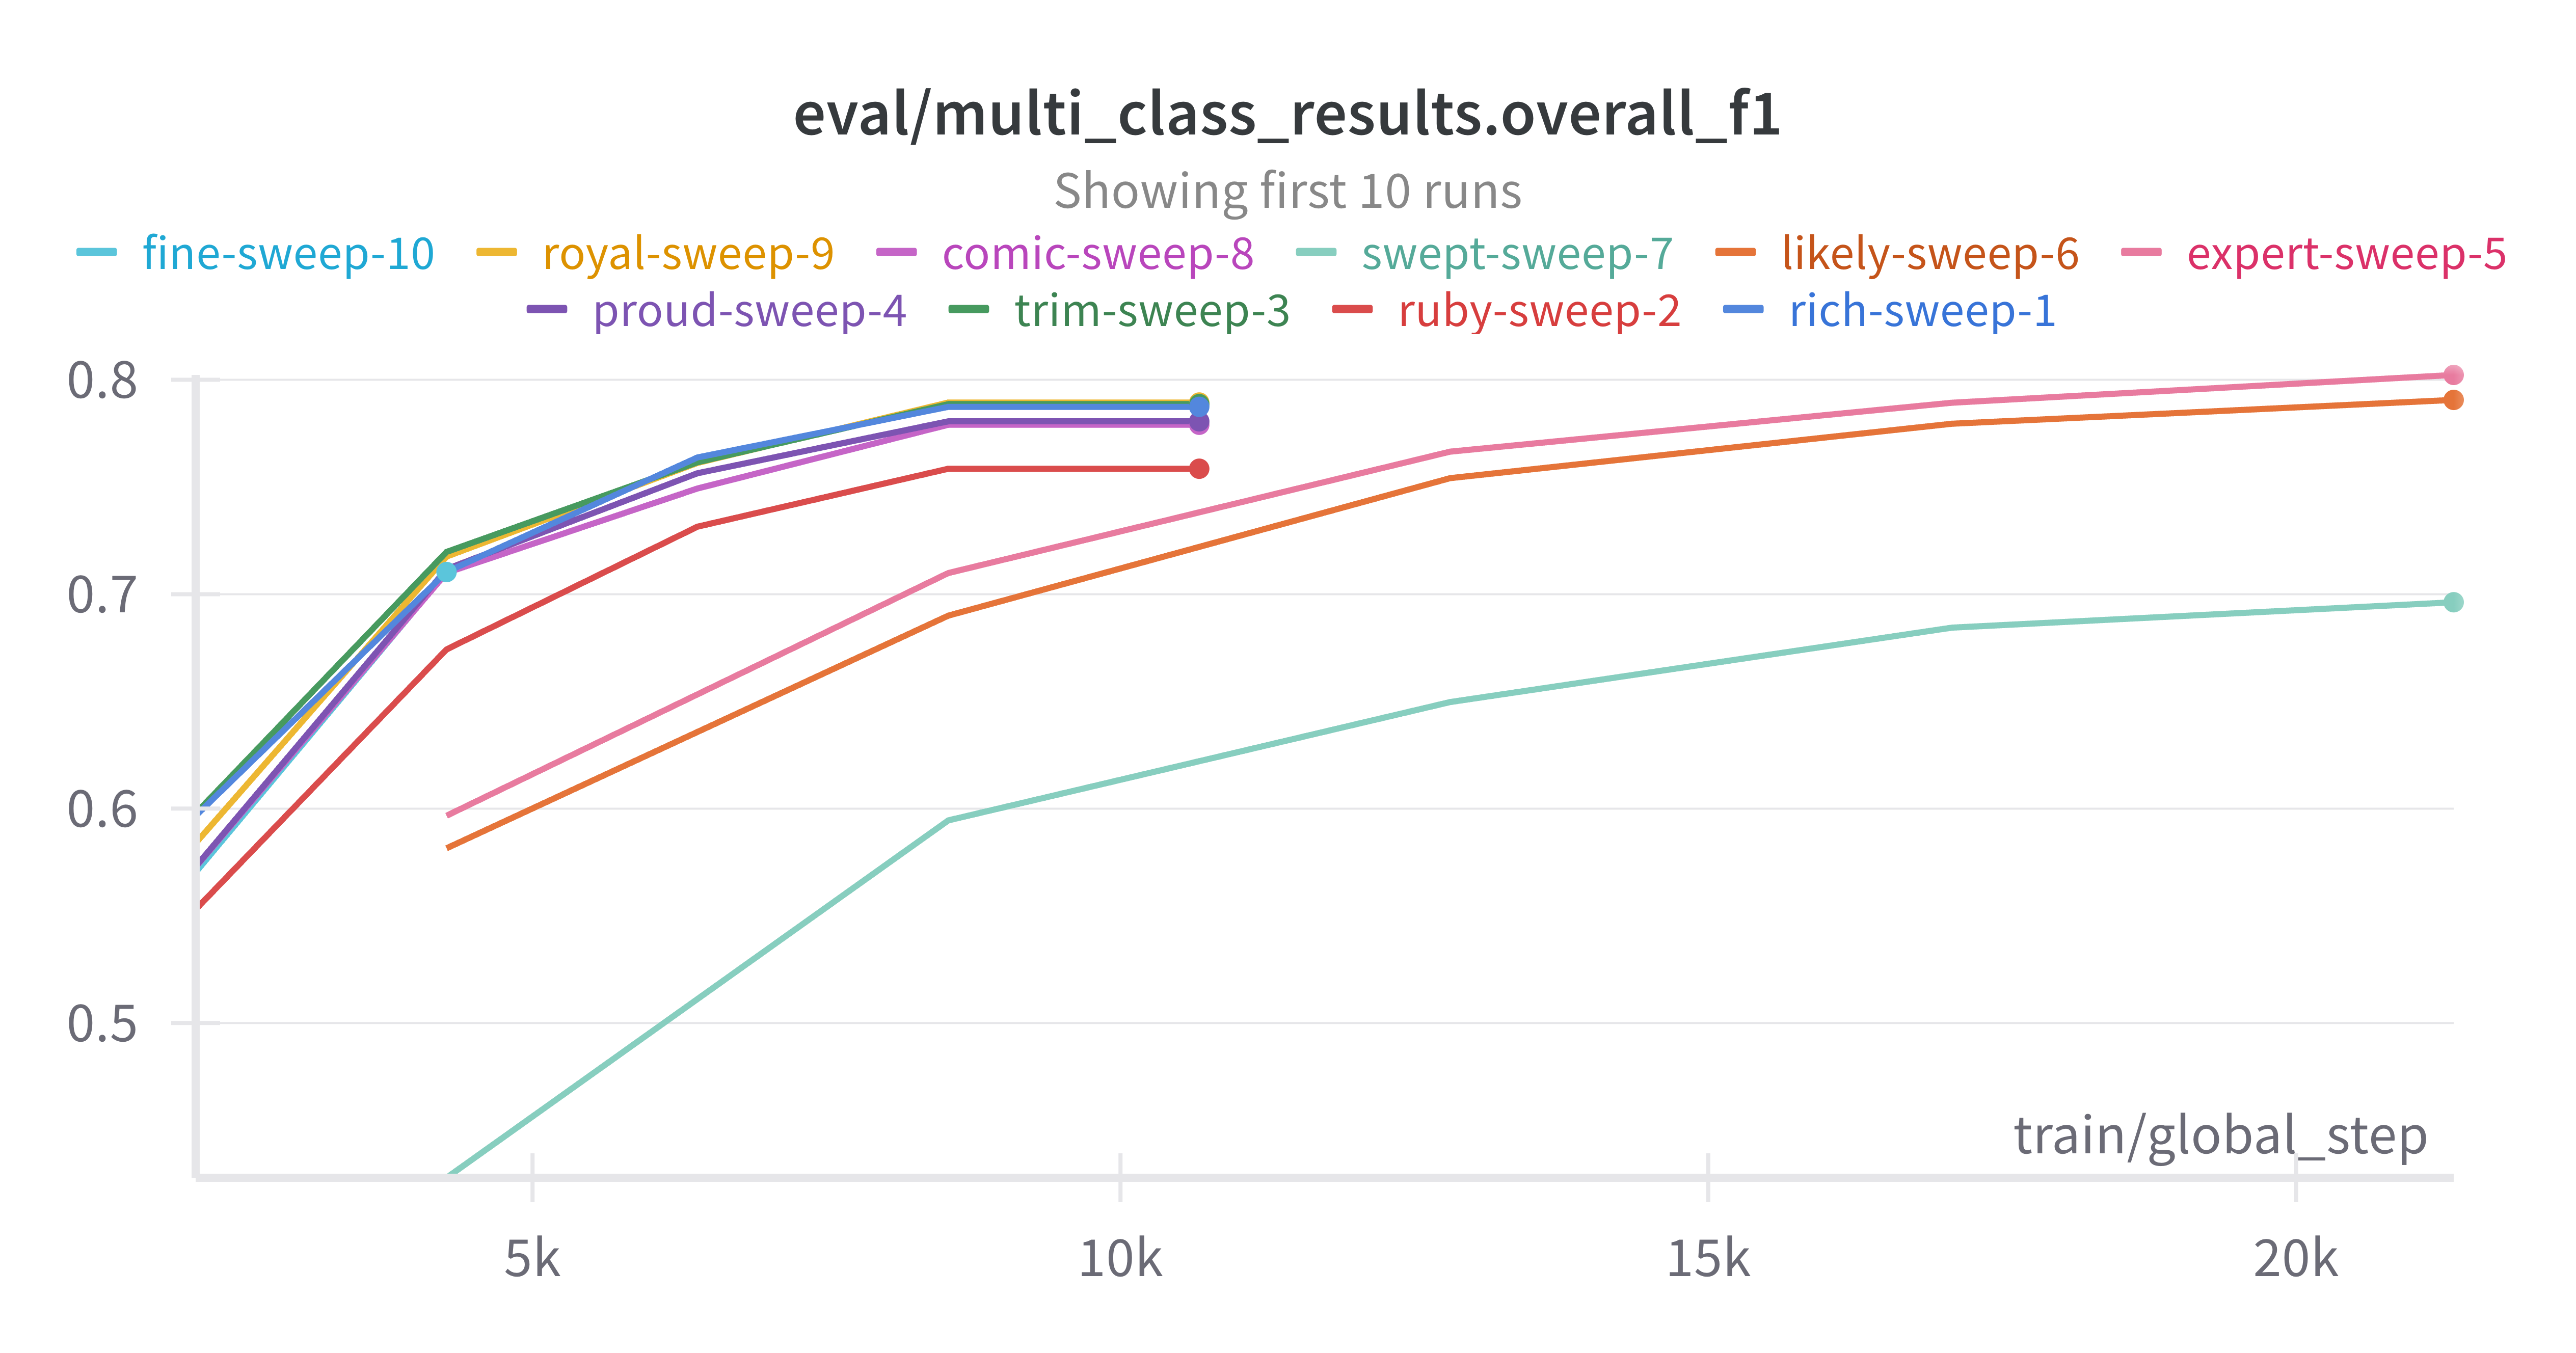 eval/multi_class_results.overall_f1
Showing first 10 runs
fine-sweep-10 royal-sweep-9 comic-sweep-8 swept-sweep-7 likely-sweep-6 expert-sweep-5
proud-sweep-4 trim-sweep-3 ruby-sweep-2 rich-sweep-1
0.8
0.7
0.6
0.5
train/global_step
5k 10k 15k 20k